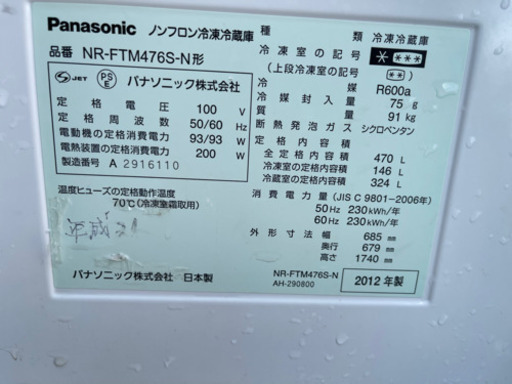 Panasonic ノンフロン冷凍冷蔵庫
品番 NR-FTM476S-N形
SJET
PSE
パナソニック株式会社
定格電圧 100 V
定格周波数 50/60 Hz
電動機の定格消費電力 93/93 W
電熱装置の定格消費電力 200 W
製造番号 A 2916110
温度ヒューズの定格動作温度
70℃(冷凍室霜取用)
平成21
パナソニック株式会社 日本製
種類 冷凍冷蔵庫
冷凍室の記号
(上段冷凍室の記号 )
冷媒 R600a
冷媒封入量 75 g
質量 91 kg
断熱発泡ガス シクロペンタン
定格内容積
全定格内容積 470 L
冷凍室の定格内容積 146 L
冷蔵室の定格内容積 324 L
消費電力量 (JIS C 9801-2006年)
50 Hz 230 kWh/年
60 Hz 230 kWh/年
外形寸法 幅 685 mm
奥行 679 mm
高さ 1740 mm
NR-FTM476S-N
AH-290800
2012 年製